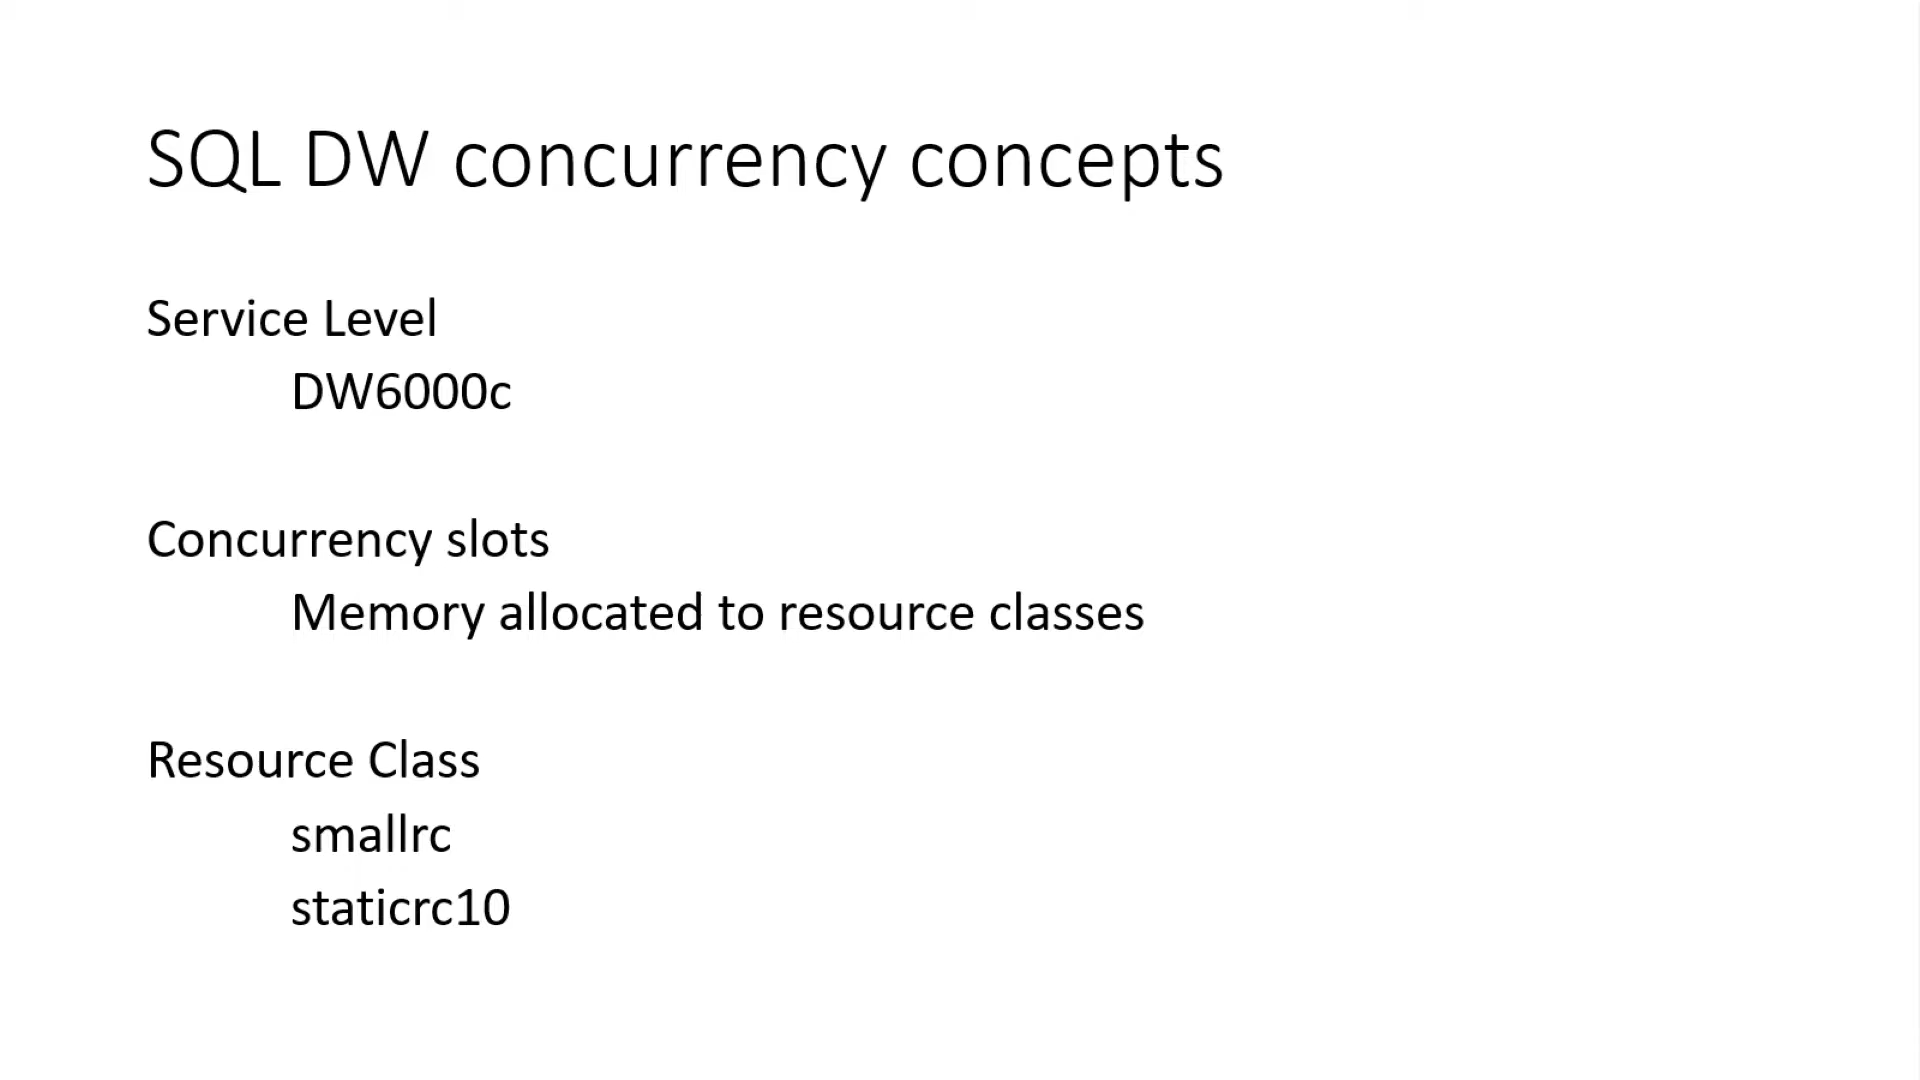 SQL DW concurrency concepts
Service Level
DW6000c
Concurrency slots
Memory allocated to resource classes
Resource Class
smallrc
staticrc10